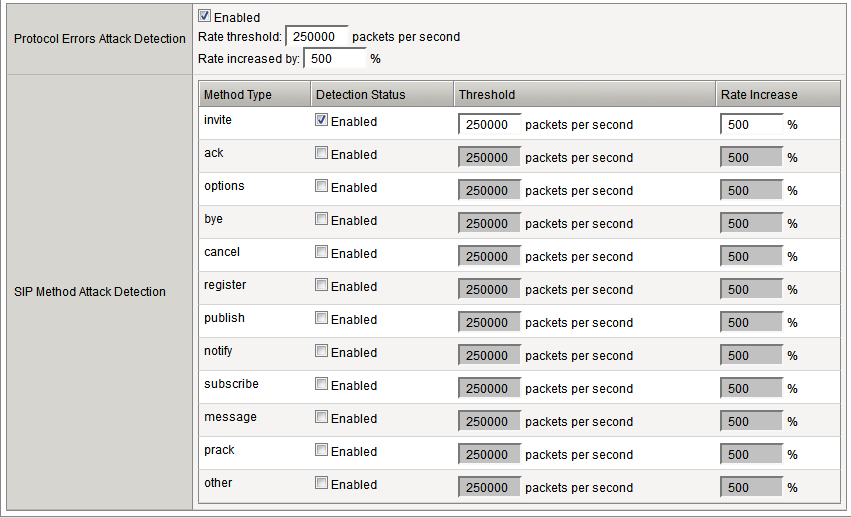 Protocol Errors Attack Detection
Enabled
Rate threshold: 250000 packets per second
Rate increased by: 500 %
SIP Method Attack Detection
Method Type Detection Status Threshold Rate Increase
invite Enabled 250000 packets per second 500 %
ack Enabled 250000 packets per second 500 %
options Enabled 250000 packets per second 500 %
bye Enabled 250000 packets per second 500 %
cancel Enabled 250000 packets per second 500 %
register Enabled 250000 packets per second 500 %
publish Enabled 250000 packets per second 500 %
notify Enabled 250000 packets per second 500 %
subscribe Enabled 250000 packets per second 500 %
message Enabled 250000 packets per second 500 %
prack Enabled 250000 packets per second 500 %
other Enabled 250000 packets per second 500 %